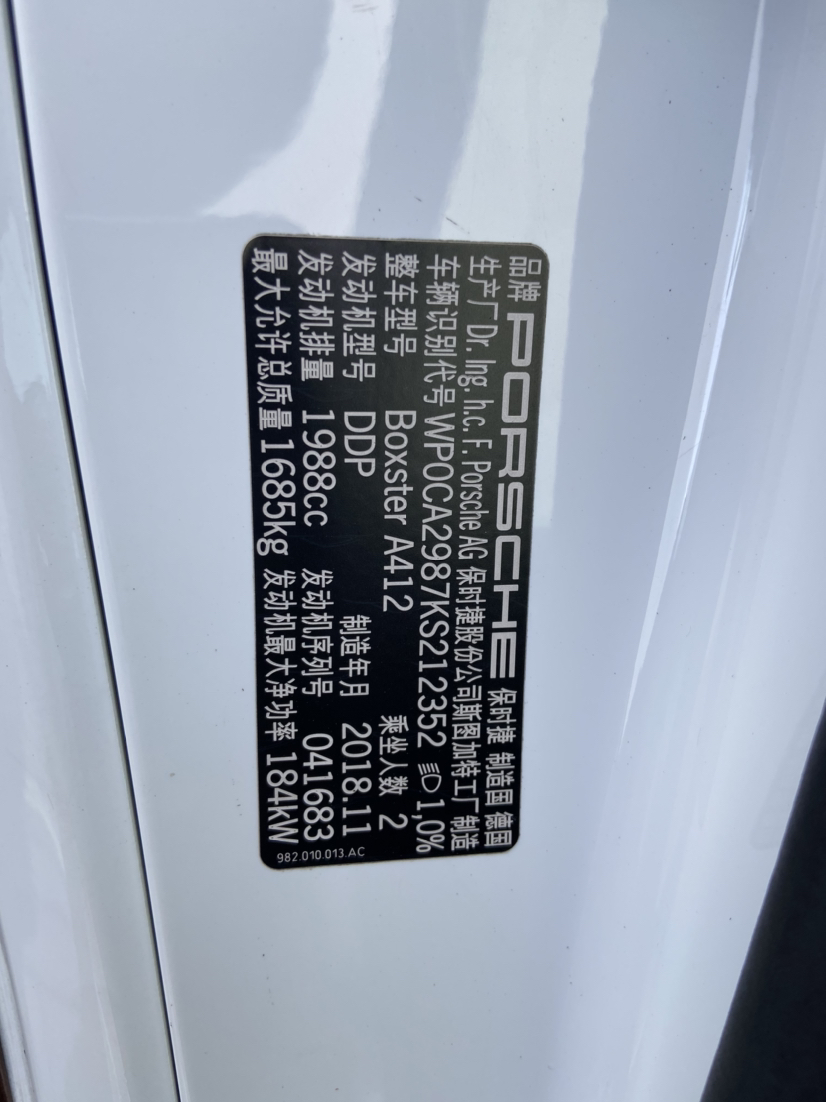 品牌 PORSCHE 保时捷 制造国 德国
生产厂 Dr. Ing. h.c. F. Porsche AG 保时捷股份公司斯图加特工厂 制造
车辆识别代号 WP0CA2987KS212352 1,0%
整车型号 Boxster A412 乘坐人数 2
发动机型号 DDP 制造年月 2018.11
发动机排量 1988cc 发动机序列号 041683
最大允许总质量 1685kg 发动机最大净功率 184kW
982.010.013.AC